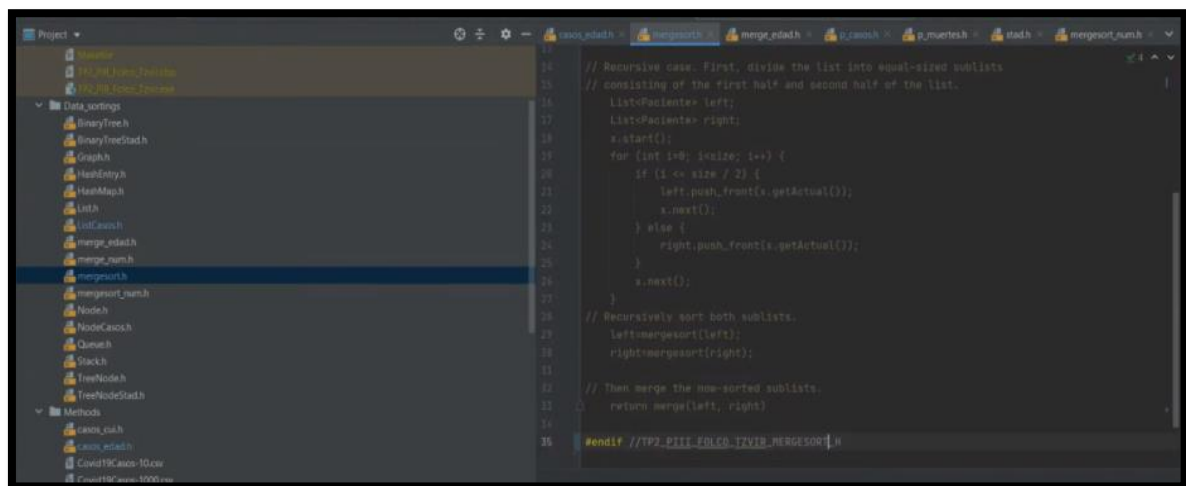 Project
casos_edad.h
mergesort.h
merge_edad.h
p_casos.h
p_muertes.h
stad.h
mergesort_num.h
Makefile
Data_sortings
BinaryTree.h
BinaryTreeStad.h
Graph.h
HashEntry.h
HashMap.h
List.h
ListCasos.h
merge_edad.h
merge_num.h
mergesort.h
mergesort_num.h
Node.h
NodeCasos.h
Queue.h
Stack.h
TreeNode.h
TreeNodeStad.h
Methods
casos_cui.h
casos_edad.h
Covid19Casos-10.csv
Covid19Casos-1000.csv
4
13
14 // Recursive case. First, divide the list into equal-sized sublists
15 // consisting of the first half and second half of the list.
16 List<Paciente> left;
17 List<Paciente> right;
18 x.start();
19 for (int i=0; i<size; i++) {
20 if (i <= size / 2) {
21 left.push_front(x.getActual());
22 x.next();
23 } else {
24 right.push_front(x.getActual());
25 }
26 x.next();
27 }
28 // Recursively sort both sublists.
29 left=mergesort(left);
30 right=mergesort(right);
31
32 // Then merge the now-sorted sublists.
33 return merge(left, right)
34
35 #endif //TP2_PIII_FOLCO_TZVIR_MERGESORT_H